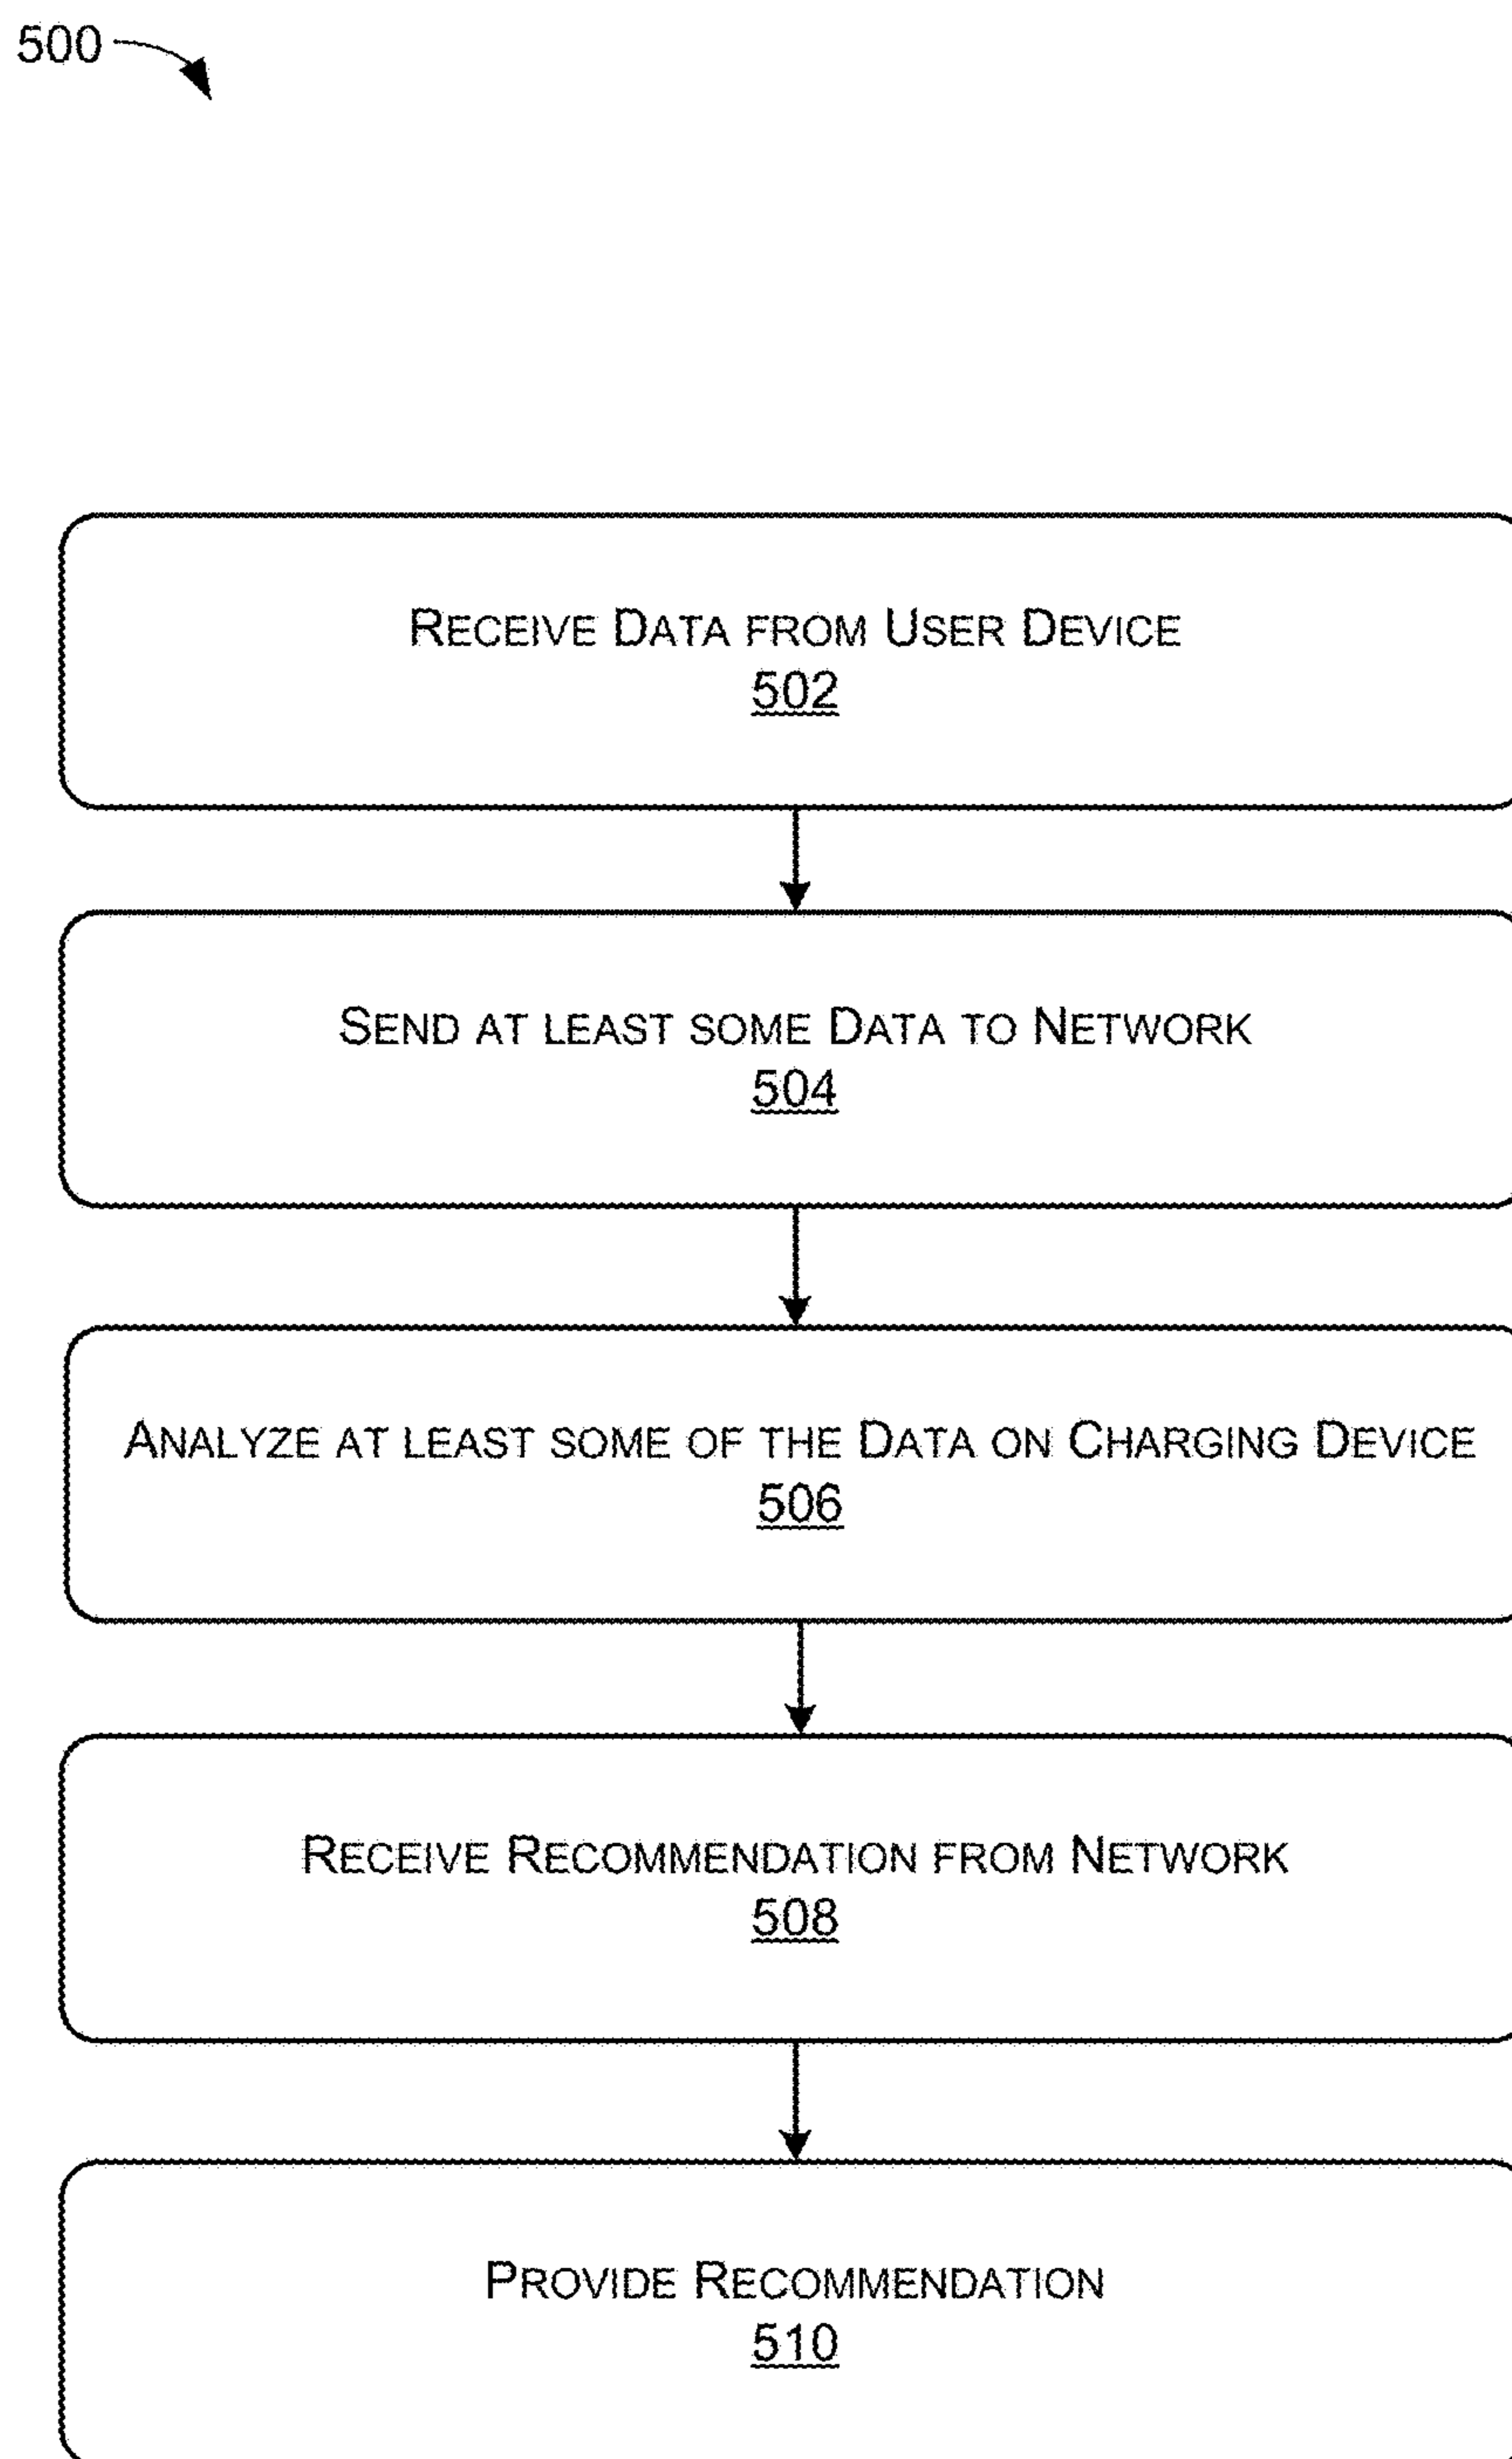 500
RECEIVE DATA FROM USER DEVICE
502
SEND AT LEAST SOME DATA TO NETWORK
504
ANALYZE AT LEAST SOME OF THE DATA ON CHARGING DEVICE
506
RECEIVE RECOMMENDATION FROM NETWORK
508
PROVIDE RECOMMENDATION
510